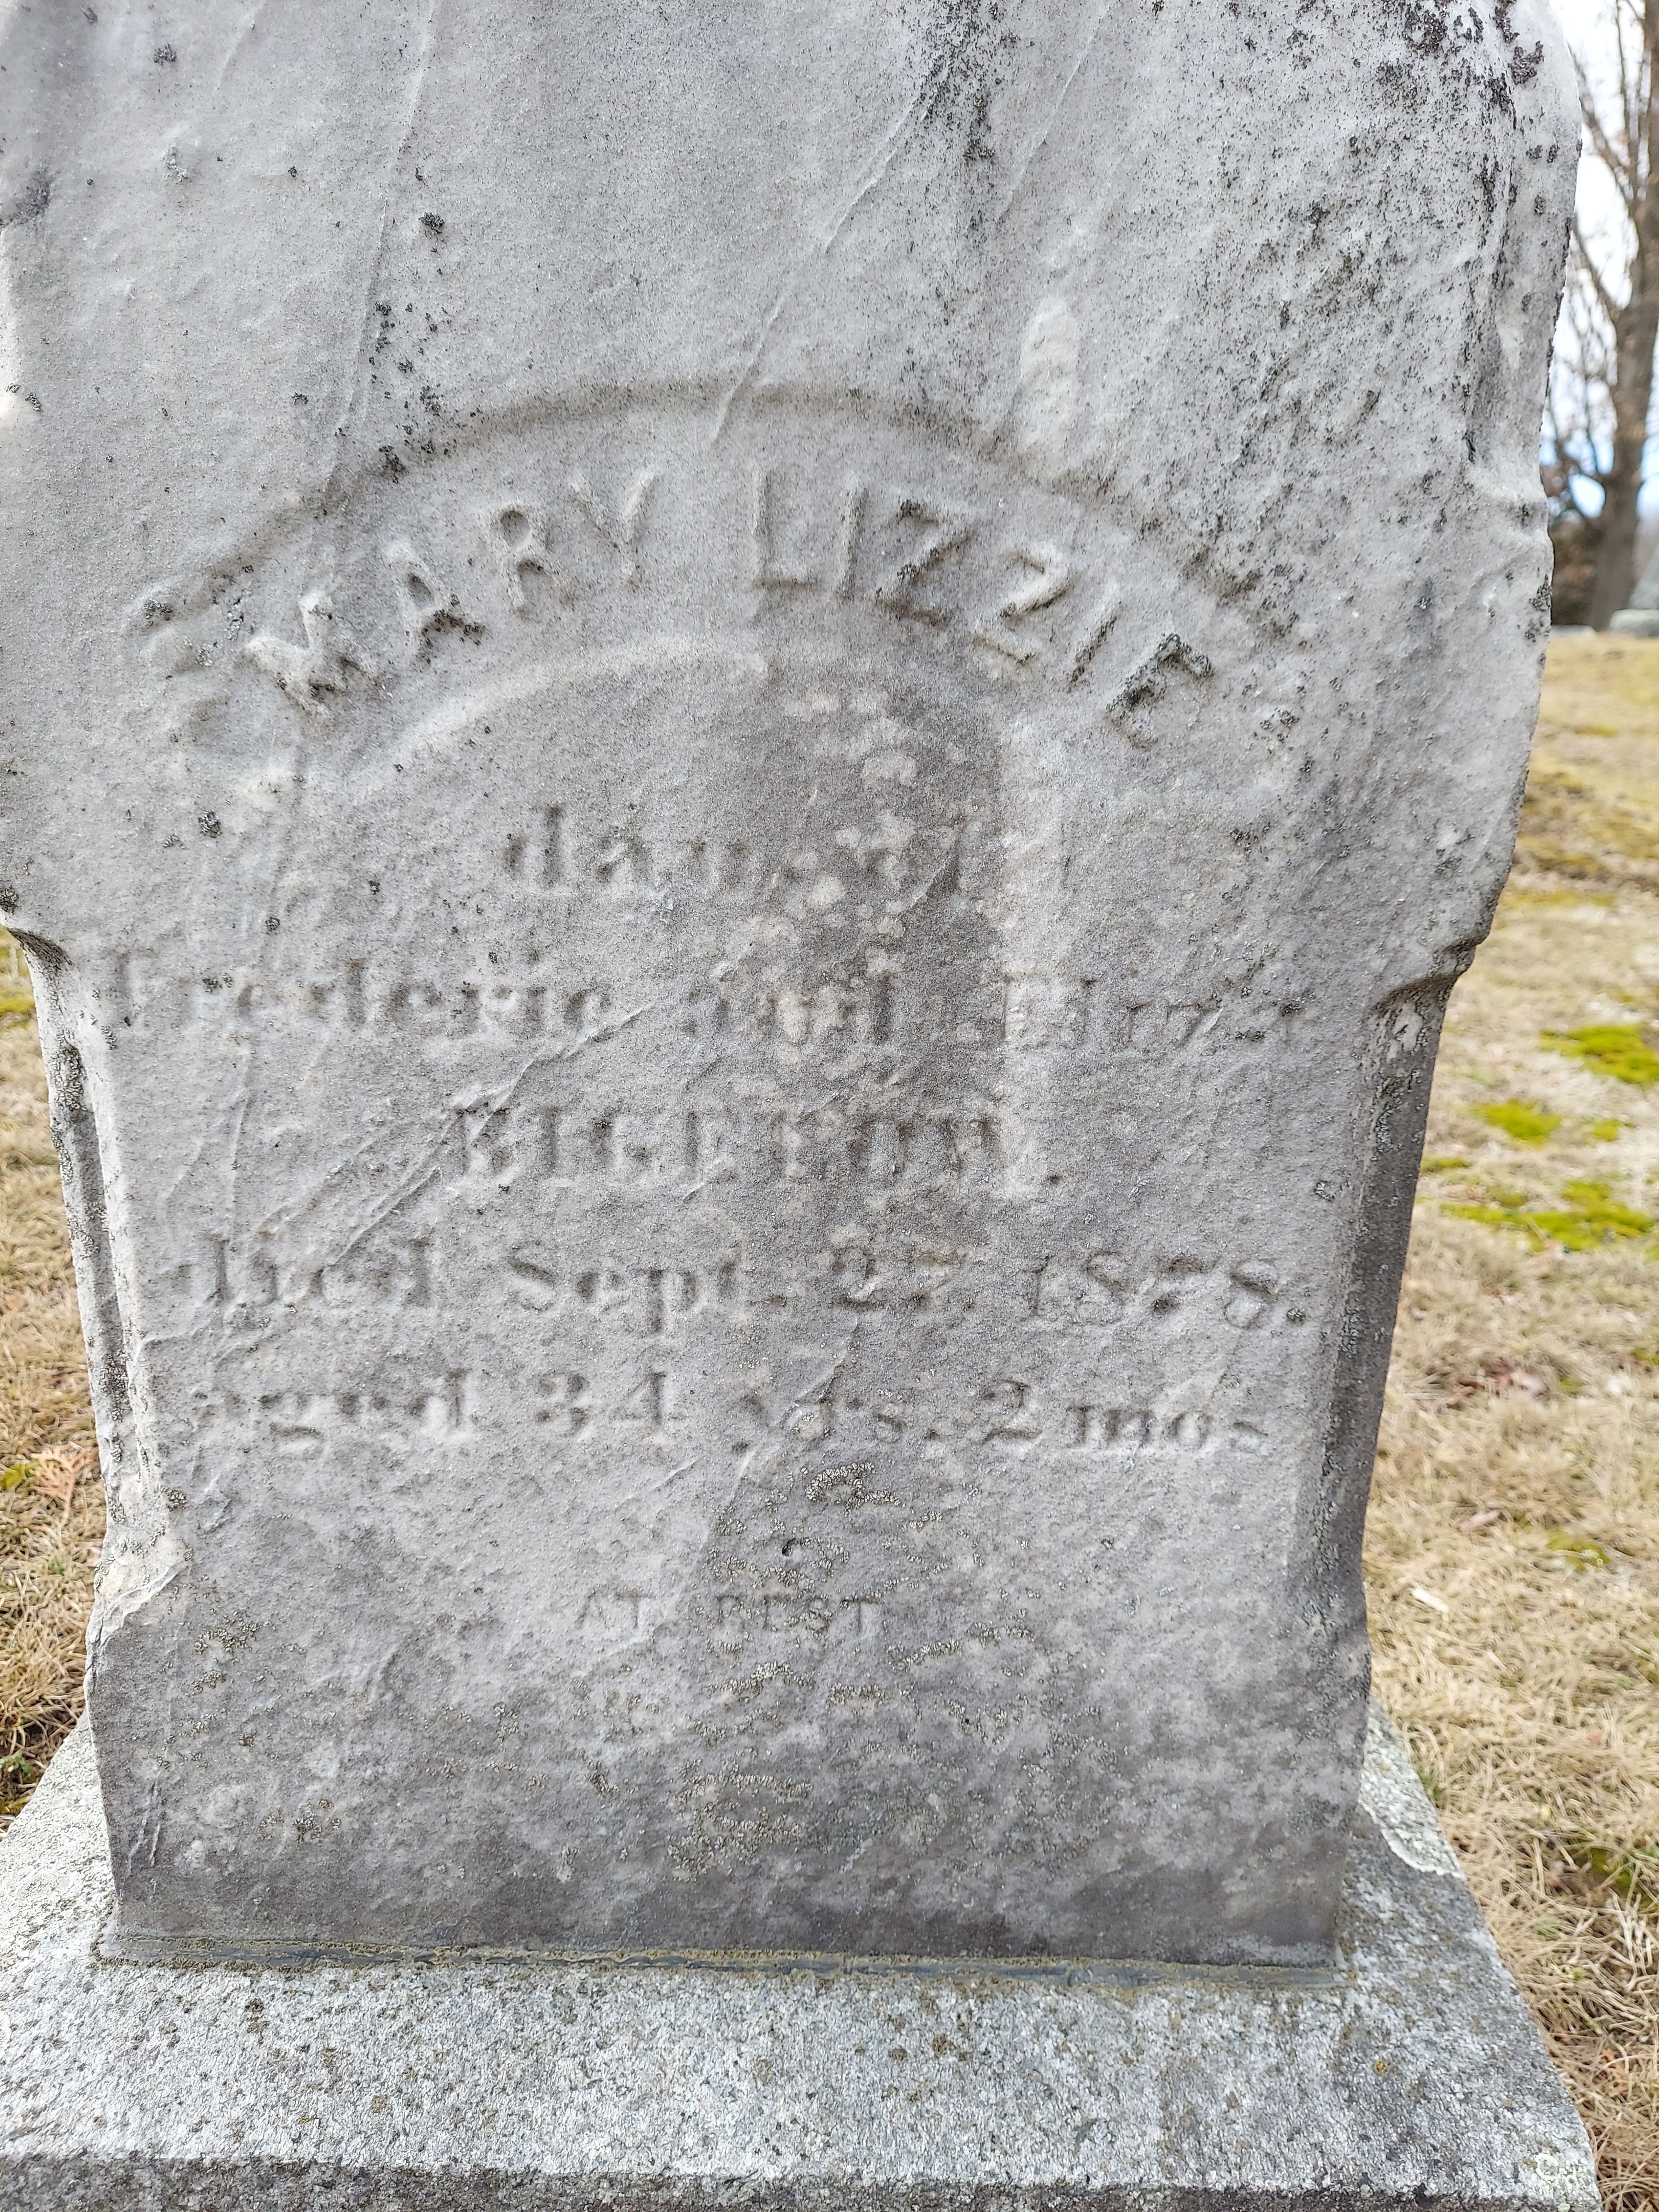 MARY LIZZIE
dau. of
Frederic and Eliza
BIGELOW.
died Sept. 27, 1878.
aged 34 yrs. 2 mos
AT REST